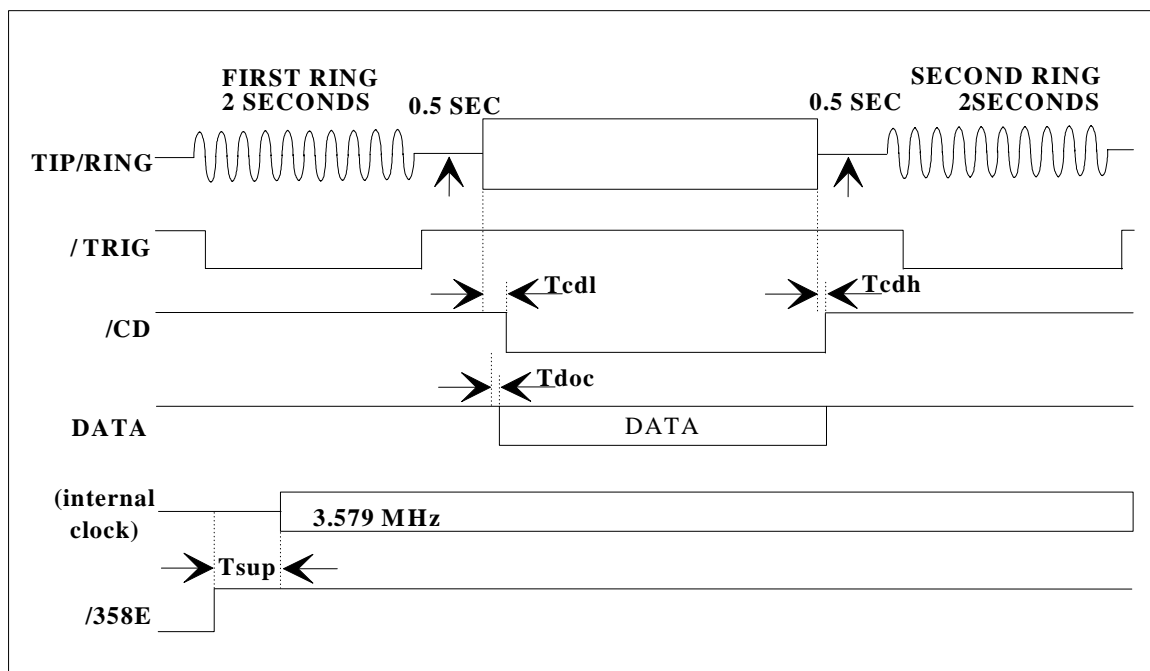 FIRST RING
2 SECONDS
0.5 SEC
0.5 SEC
SECOND RING
2SECONDS
TIP/RING
/ TRIG
Tcdl
Tcdh
/CD
Tdoc
DATA
DATA
(internal
clock)
3.579 MHz
Tsup
/358E